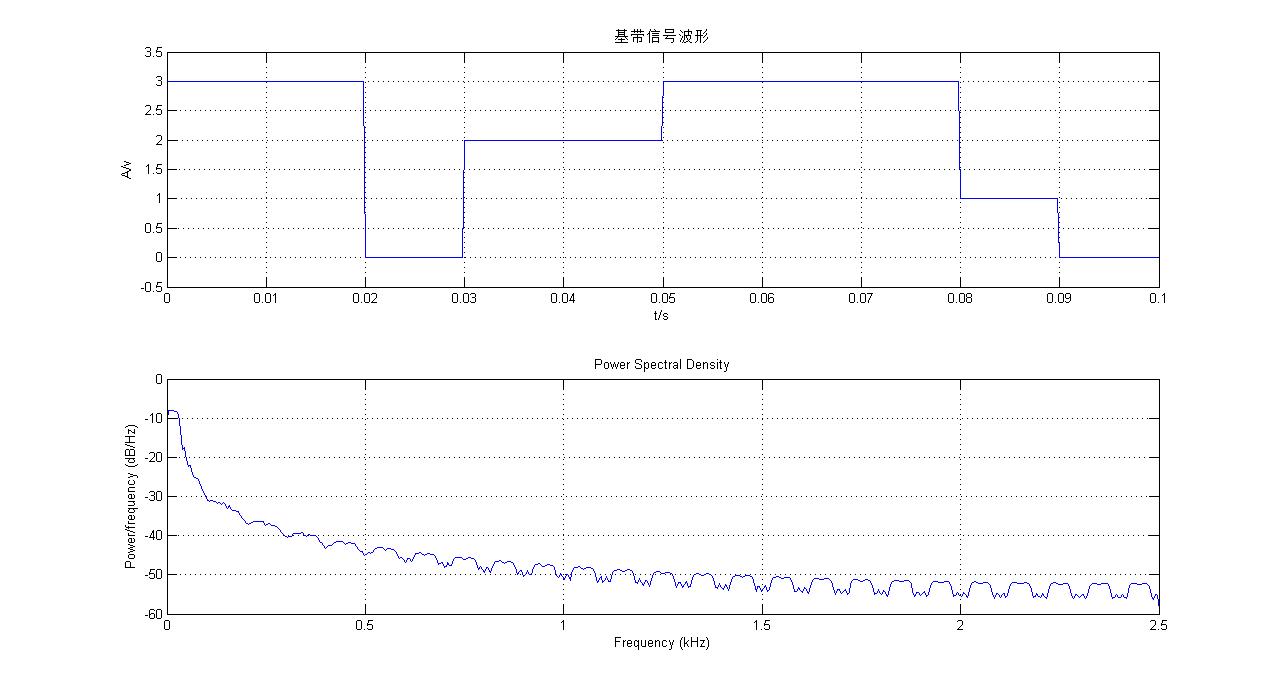 基带信号波形
3.5
3
2.5
2
1.5
1
0.5
0
-0.5
A/v
0 0.01 0.02 0.03 0.04 0.05 0.06 0.07 0.08 0.09 0.1
t/s
Power Spectral Density
0
-10
-20
-30
-40
-50
-60
Power/frequency (dB/Hz)
0 0.5 1 1.5 2 2.5
Frequency (kHz)